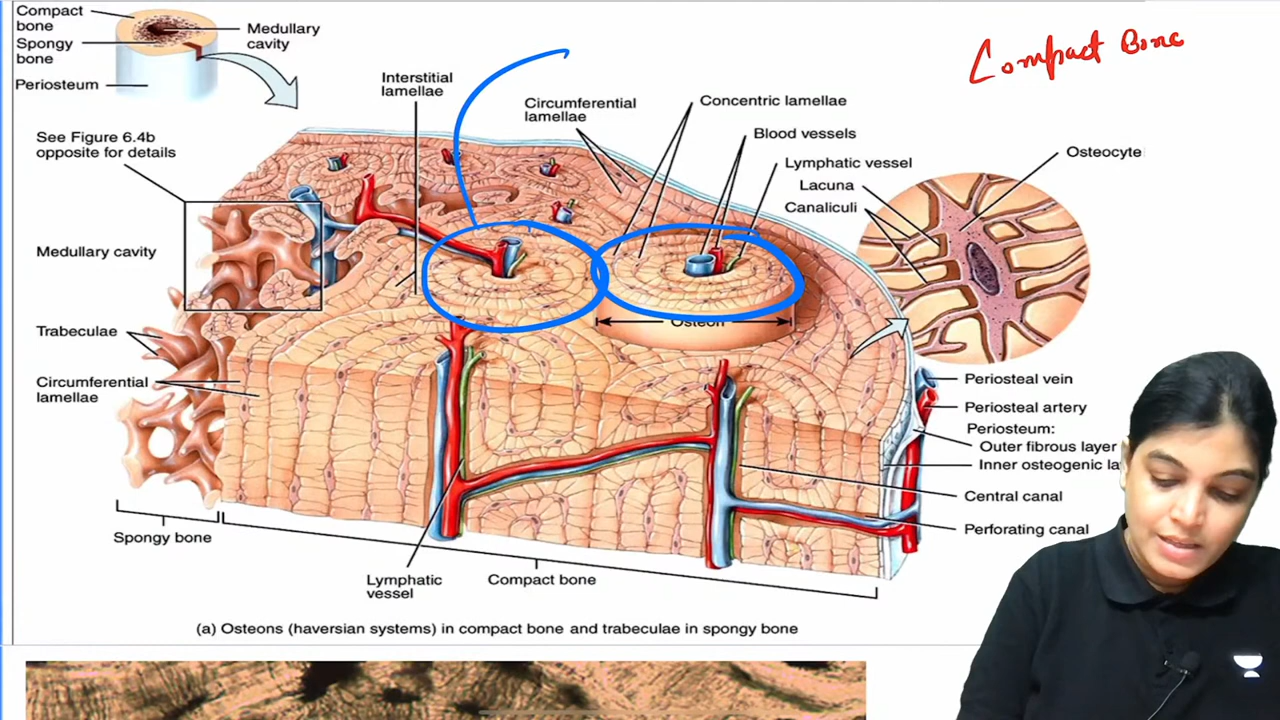 Compact
bone
Spongy
bone
Periosteum
Medullary
cavity
Compact Bone
Interstitial
lamellae
Circumferential
lamellae
Concentric lamellae
Blood vessels
Lymphatic vessel
Lacuna
Canaliculi
Osteocyte
See Figure 6.4b
opposite for details
Medullary cavity
Trabeculae
Circumferential
lamellae
Osteon
Periosteal vein
Periosteal artery
Periosteum:
Outer fibrous layer
Inner osteogenic la
Central canal
Perforating canal
Spongy bone
Lymphatic
vessel
Compact bone
(a) Osteons (haversian systems) in compact bone and trabeculae in spongy bone